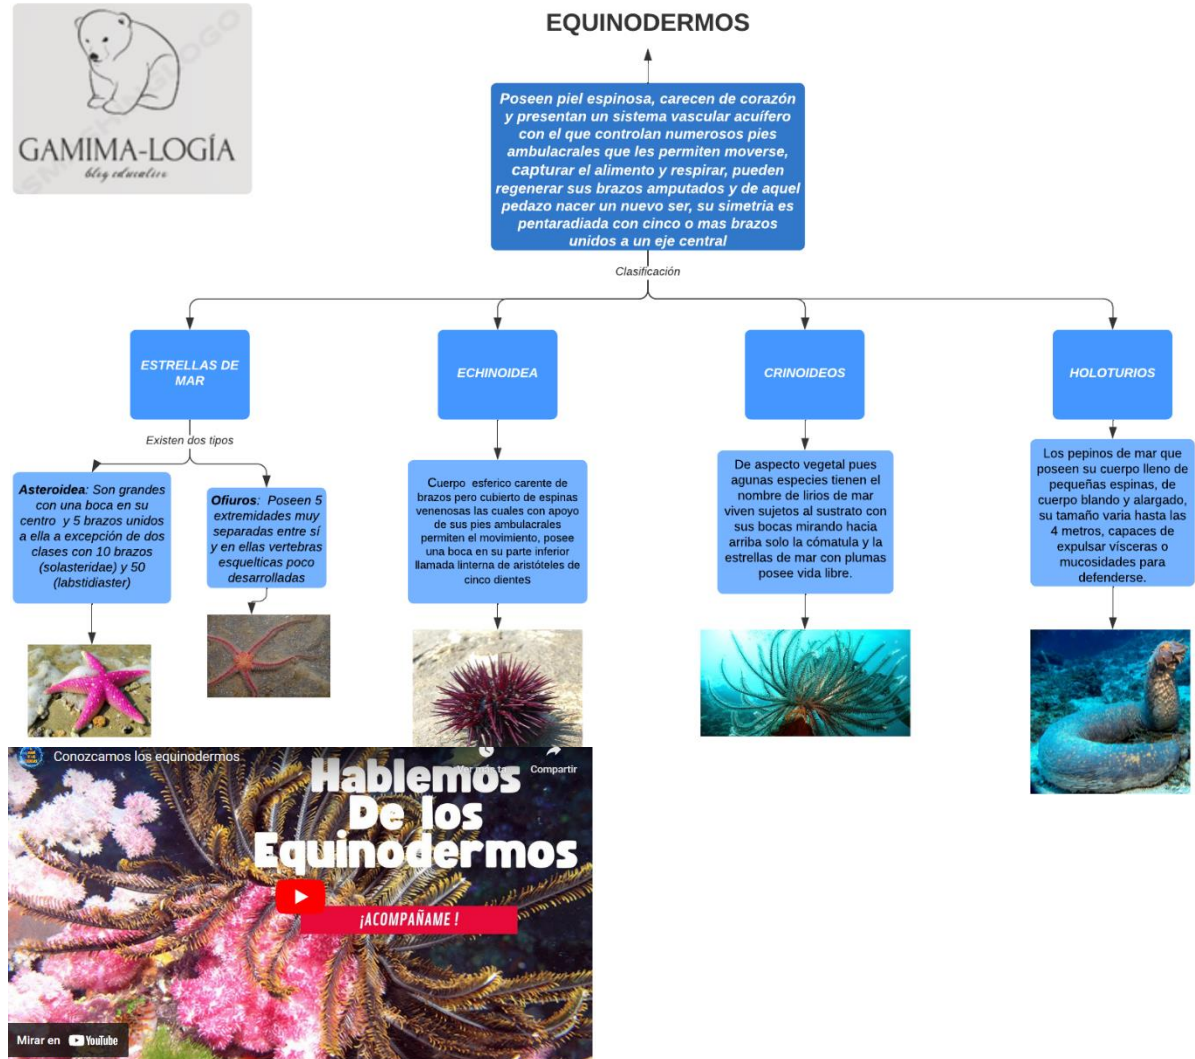 EQUINODERMOS
GAMIMA-LOGÍA
blog educativo
Poseen piel espinosa, carecen de corazón
y presentan un sistema vascular acuífero
con el que controlan numerosos pies
ambulacrales que les permiten moverse,
capturar el alimento y respirar, pueden
regenerar sus brazos amputados y de aquel
pedazo nacer un nuevo ser, su simetria es
pentaradiada con cinco o mas brazos
unidos a un eje central
Clasificación
ESTRELLAS DE
MAR
ECHINOIDEA
CRINOIDEOS
HOLOTURIOS
Existen dos tipos
Asteroidea: Son grandes
con una boca en su
centro y 5 brazos unidos
a ella a excepción de dos
clases con 10 brazos
(solasteridae) y 50
(labstidiaster)
Ofiuros: Poseen 5
extremidades muy
separadas entre sí
y en ellas vertebras
esquelticas poco
desarrolladas
Cuerpo esferico carente de
brazos pero cubierto de espinas
venenosas las cuales con apoyo
de sus pies ambulacrales
permiten el movimiento, posee
una boca en su parte inferior
llamada linterna de aristóteles de
cinco dientes
De aspecto vegetal pues
agunas especies tienen el
nombre de lirios de mar
viven sujetos al sustrato con
sus bocas mirando hacia
arriba solo la cómatula y la
estrellas de mar con plumas
posee vida libre.
Los pepinos de mar que
poseen su cuerpo lleno de
pequeñas espinas, de
cuerpo blando y alargado,
su tamaño varia hasta las
4 metros, capaces de
expulsar vísceras o
mucosidades para
defenderse.
Conozcamos los equinodermos
Compartir
Hablemos
De los
Equinodermos
¡ACOMPAÑAME !
Mirar en YouTube